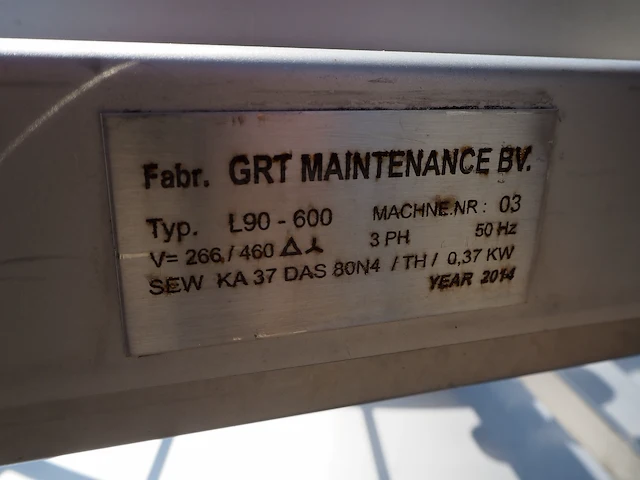 Fabr. GRT MAINTENANCE BV.
Typ. L90 - 600 MACHNE.NR : 03
V= 266 / 460 △ 人 3 PH 50 Hz
SEW KA 37 DAS 80N4 / TH / 0,37 KW
YEAR 2014